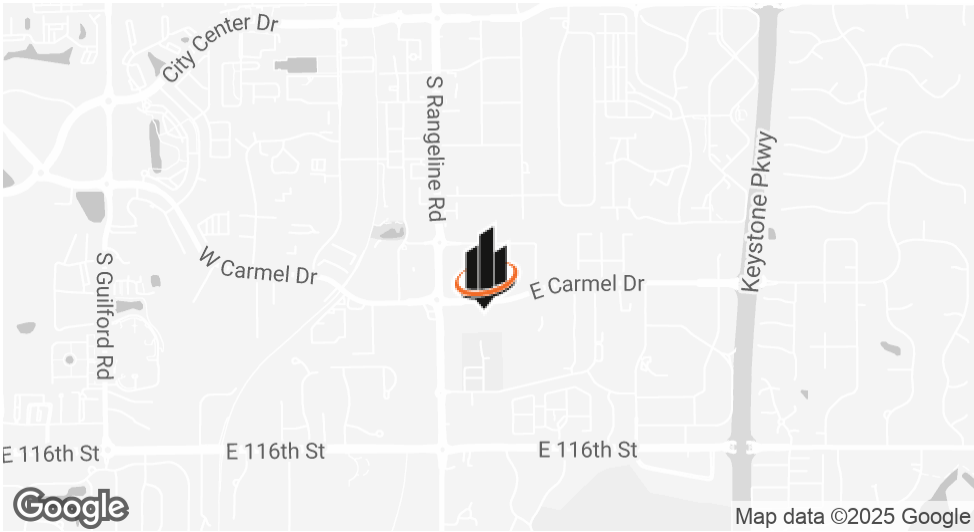 City Center Dr
S Rangeline Rd
Keystone Pkwy
W Carmel Dr
E Carmel Dr
S Guilford Rd
E 116th St
E 116th St
E 116th St
Google
Map data ©2025 Google